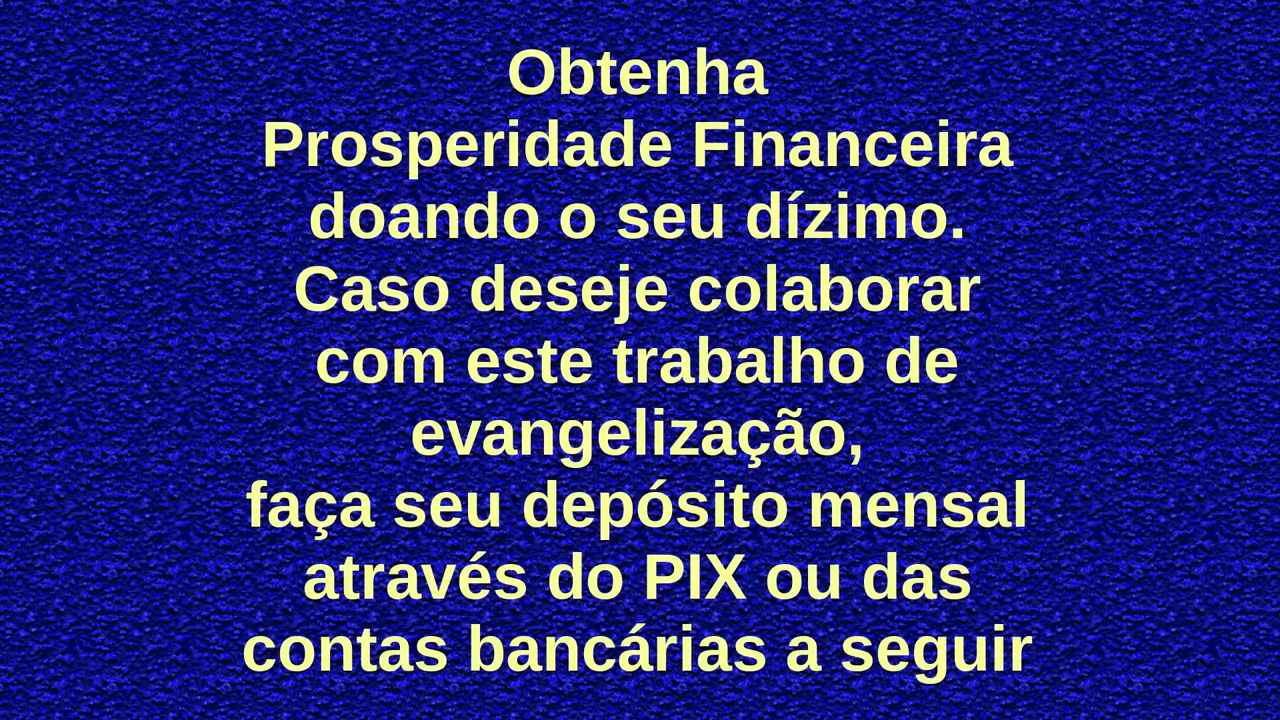 Obtenha
Prosperidade Financeira
doando o seu dízimo.
Caso deseje colaborar
com este trabalho de
evangelização,
faça seu depósito mensal
através do PIX ou das
contas bancárias a seguir